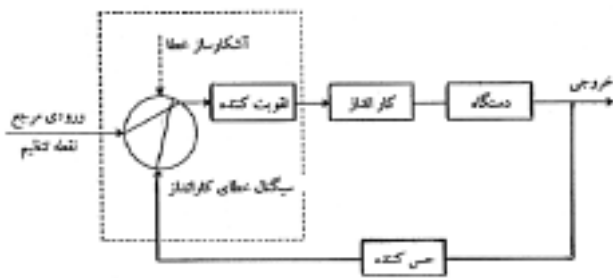 آشکارساز خطا
خروجی
تقویت کننده
کار انداز
دستگاه
ورودی مرجع
نقطه تنظیم
سیگنال خطای کارانداز
حس کننده